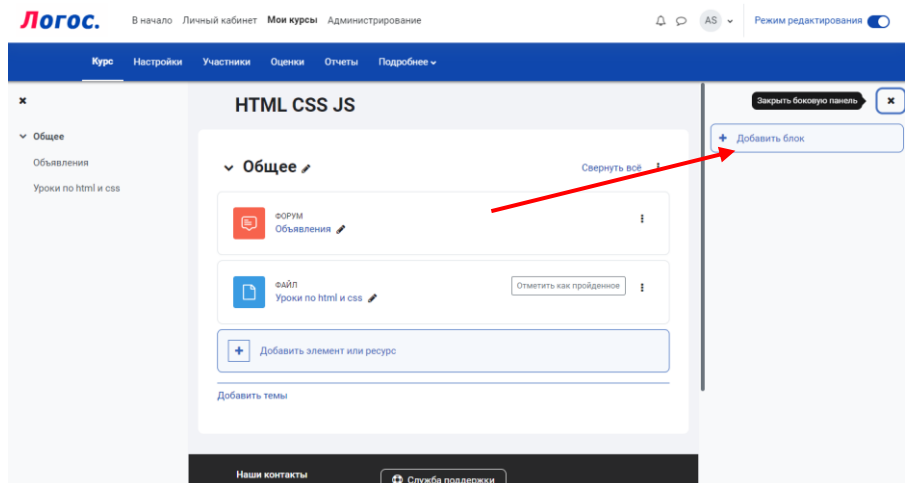 Логос.
В начало Личный кабинет Мои курсы Администрирование
AS
Режим редактирования
Курс Настройки Участники Оценки Отчеты Подробнее
Общее
Объявления
Уроки по html и css
HTML CSS JS
Общее
Свернуть всё
ФОРУМ
Объявления
ФАЙЛ
Уроки по html и css
Отметить как пройденное
Добавить элемент или ресурс
Добавить темы
Наши контакты
Служба поддержки
Закрыть боковую панель
Добавить блок